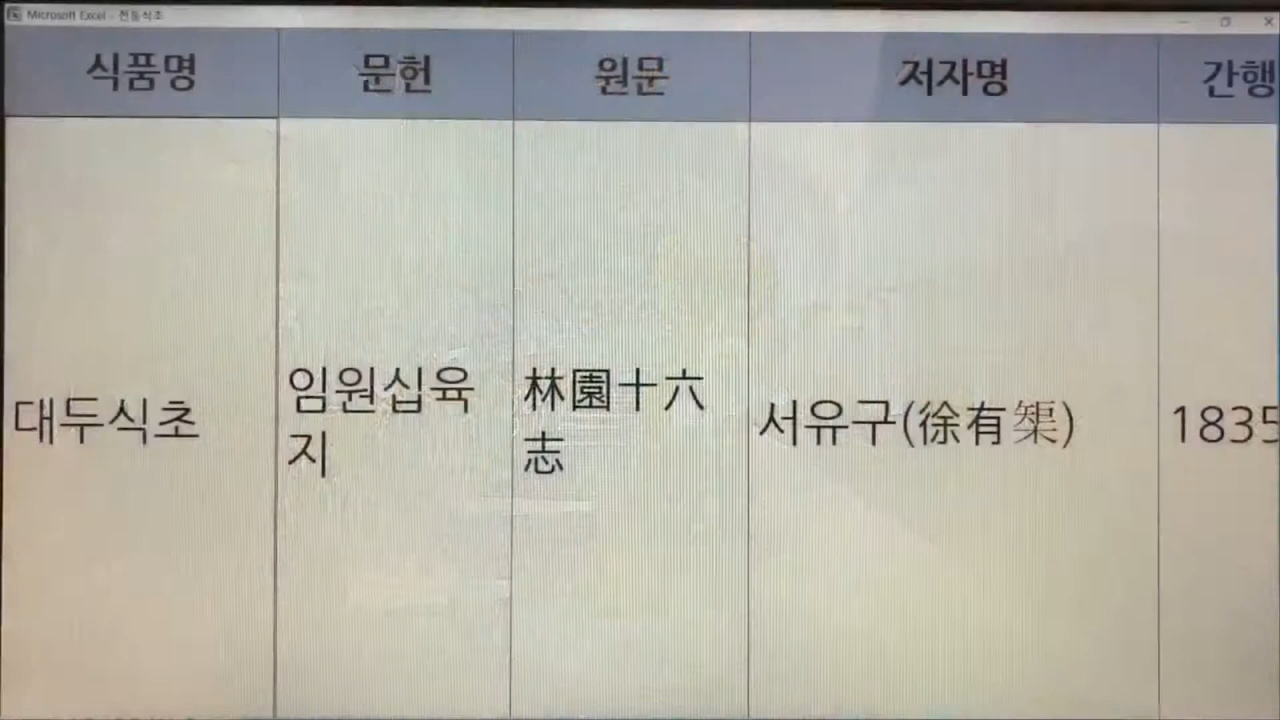 Microsoft Excel - 전통식초
식품명
문헌
원문
저자명
간행
대두식초
임원십육
지
林園十六
志
서유구(徐有榘)
1835